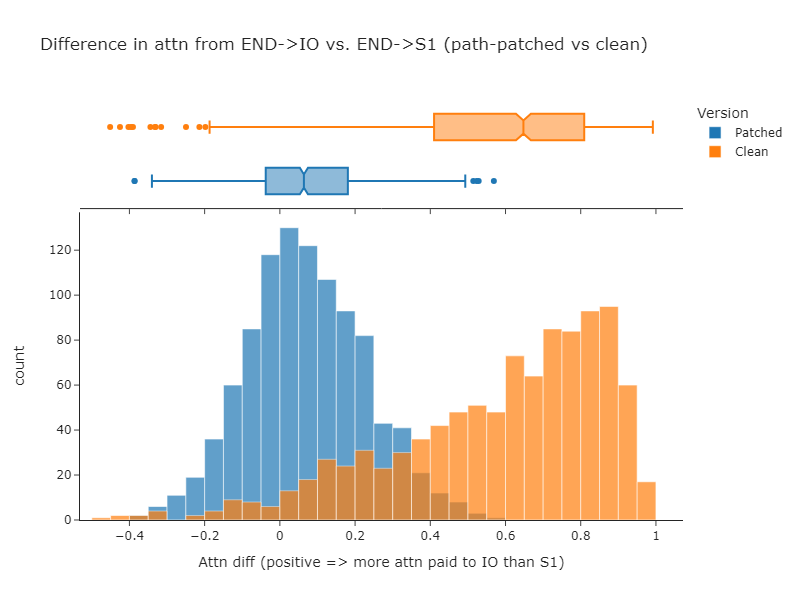 Difference in attn from END->IO vs. END->S1 (path-patched vs clean)
Version
Patched
Clean
120
100
80
60
40
20
0
count
−0.4
−0.2
0
0.2
0.4
0.6
0.8
1
Attn diff (positive => more attn paid to IO than S1)